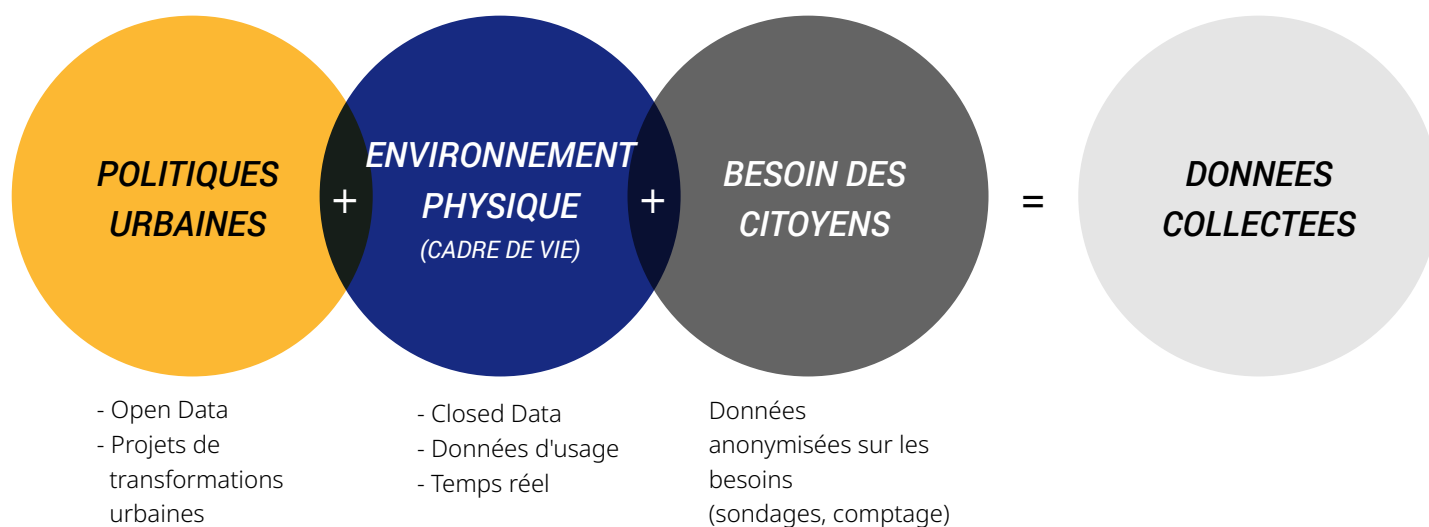 POLITIQUES
URBAINES
+
ENVIRONNEMENT
PHYSIQUE
(CADRE DE VIE)
+
BESOIN DES
CITOYENS
=
DONNEES
COLLECTEES
- Open Data
- Projets de
transformations
urbaines
- Closed Data
- Données d'usage
- Temps réel
Données
anonymisées sur les
besoins
(sondages, comptage)